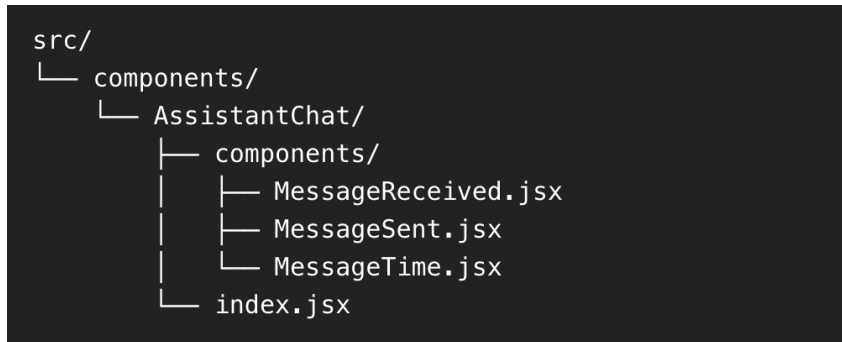 src/
└── components/
    └── AssistantChat/
        ├── components/
        │   ├── MessageReceived.jsx
        │   ├── MessageSent.jsx
        │   └── MessageTime.jsx
        └── index.jsx